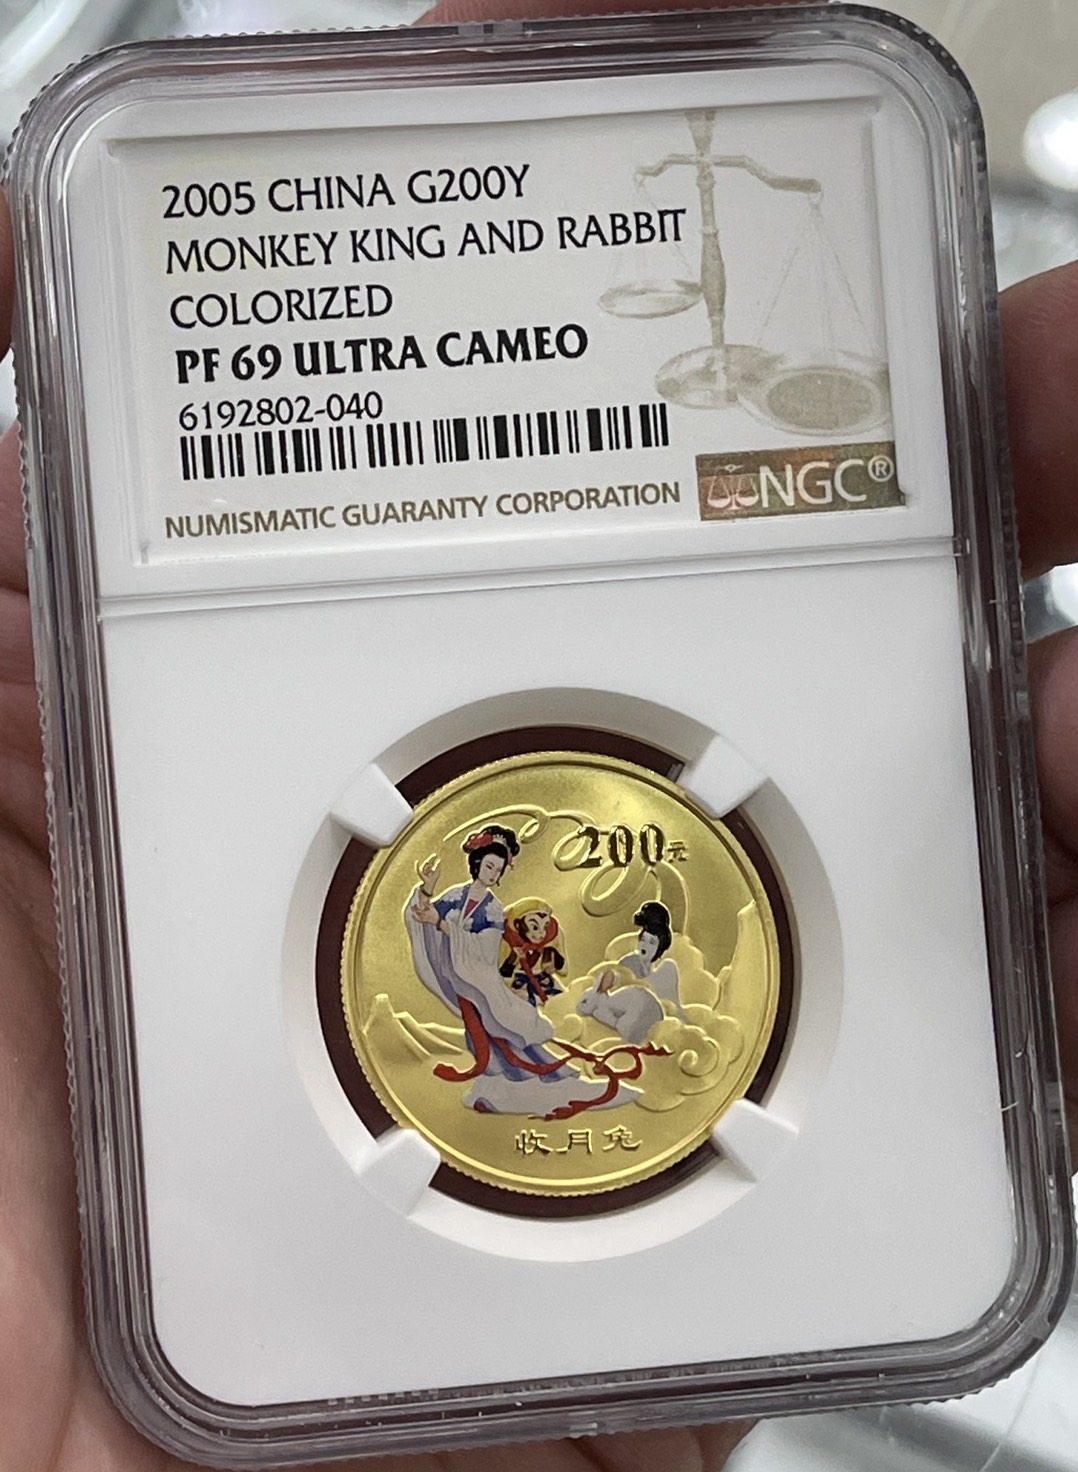 2005 CHINA G200Y
MONKEY KING AND RABBIT
COLORIZED
PF 69 ULTRA CAMEO
6192802-040
NUMISMATIC GUARANTY CORPORATION
NGC®
200元
收月兔